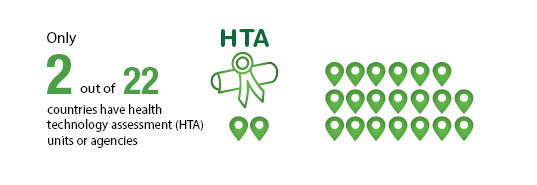 Only
2 out of 22
countries have health
technology assessment (HTA)
units or agencies
HTA